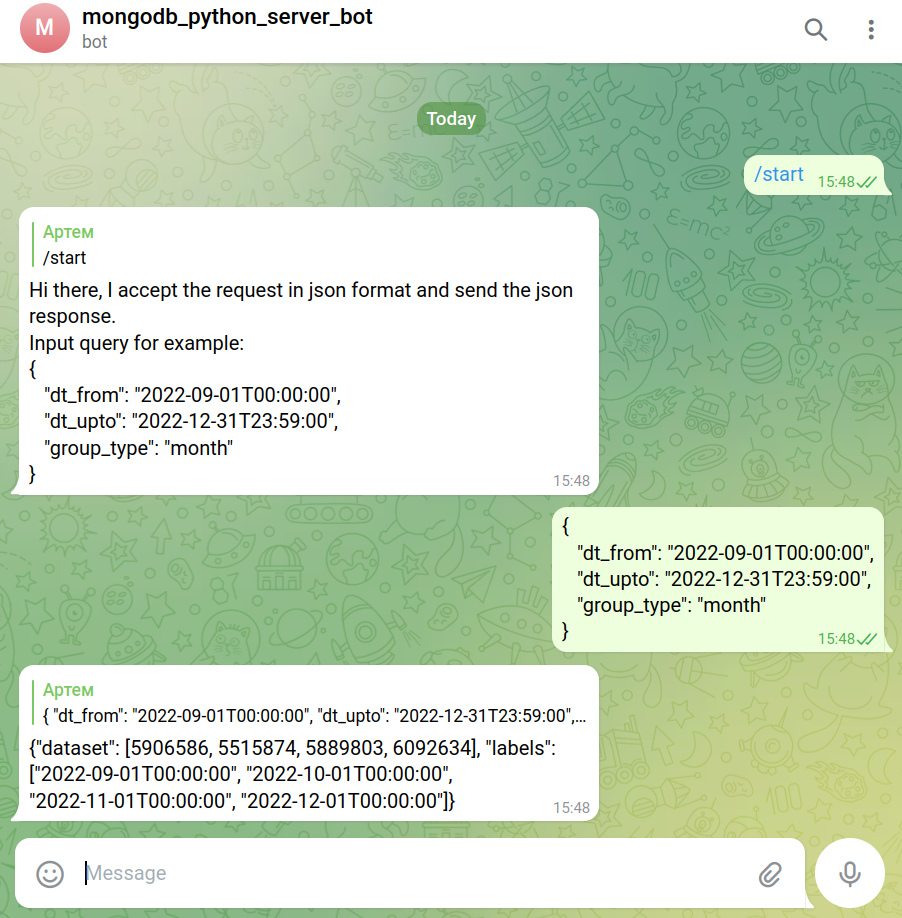 M
mongodb_python_server_bot
bot
Today
/start
15:48
Артем
/start
Hi there, I accept the request in json format and send the json
response.
Input query for example:
{
"dt_from": "2022-09-01T00:00:00",
"dt_upto": "2022-12-31T23:59:00",
"group_type": "month"
}
15:48
{
"dt_from": "2022-09-01T00:00:00",
"dt_upto": "2022-12-31T23:59:00",
"group_type": "month"
}
15:48
Артем
{ "dt_from": "2022-09-01T00:00:00", "dt_upto": "2022-12-31T23:59:00",...
{"dataset": [5906586, 5515874, 5889803, 6092634], "labels":
["2022-09-01T00:00:00", "2022-10-01T00:00:00",
"2022-11-01T00:00:00", "2022-12-01T00:00:00"]}
15:48
Message